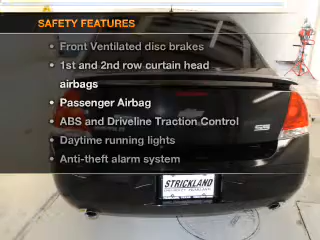 SAFETY FEATURES
• Front Ventilated disc brakes
• 1st and 2nd row curtain head
airbags
• Passenger Airbag
• ABS and Driveline Traction Control
• Daytime running lights
• Anti-theft alarm system
SS
STRICKLAND